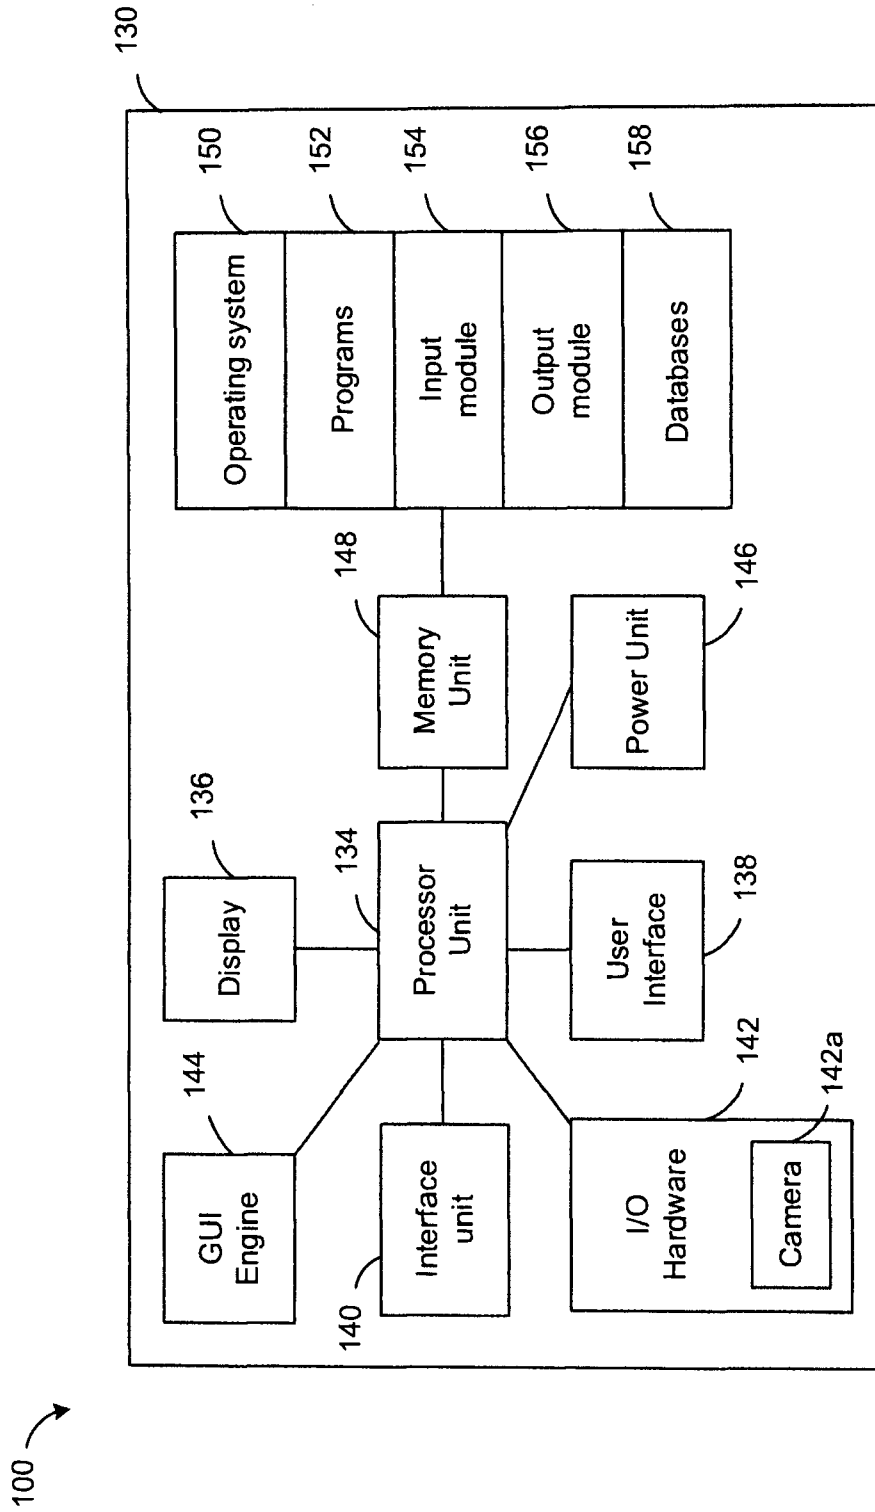 100
130
144
136
150
GUI
Engine
Display
Operating system
152
Programs
134
148
154
140
Interface
unit
Processor
Unit
Memory
Unit
Input
module
156
Output
module
I/O
Hardware
User
Interface
Power Unit
158
Databases
142
138
146
Camera
142a